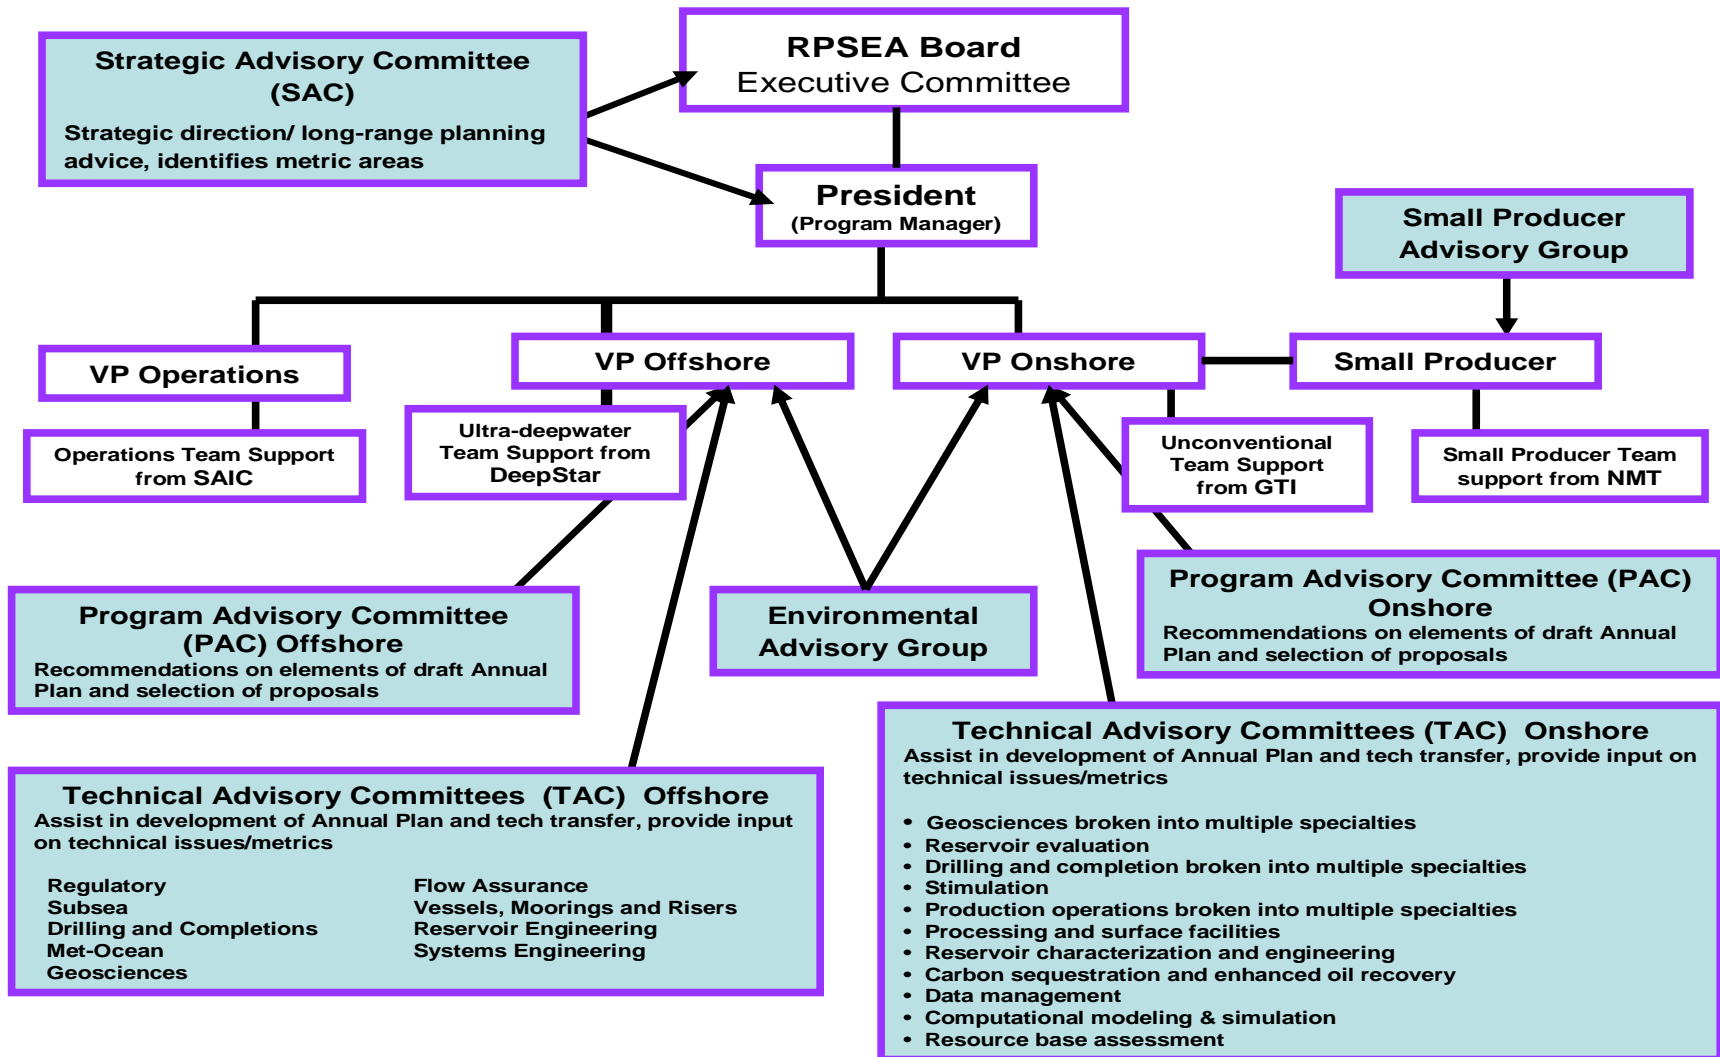 Strategic Advisory Committee
(SAC)
Strategic direction/ long-range planning
advice, identifies metric areas
RPSEA Board
Executive Committee
President
(Program Manager)
Small Producer
Advisory Group
VP Operations
VP Offshore
VP Onshore
Small Producer
Operations Team Support
from SAIC
Ultra-deepwater
Team Support from
DeepStar
Unconventional
Team Support
from GTI
Small Producer Team
support from NMT
Program Advisory Committee
(PAC) Offshore
Recommendations on elements of draft Annual
Plan and selection of proposals
Environmental
Advisory Group
Program Advisory Committee (PAC)
Onshore
Recommendations on elements of draft Annual
Plan and selection of proposals
Technical Advisory Committees (TAC) Offshore
Assist in development of Annual Plan and tech transfer, provide input
on technical issues/metrics
Regulatory
Subsea
Drilling and Completions
Met-Ocean
Geosciences
Flow Assurance
Vessels, Moorings and Risers
Reservoir Engineering
Systems Engineering
Technical Advisory Committees (TAC) Onshore
Assist in development of Annual Plan and tech transfer, provide input on
technical issues/metrics
• Geosciences broken into multiple specialties
• Reservoir evaluation
• Drilling and completion broken into multiple specialties
• Stimulation
• Production operations broken into multiple specialties
• Processing and surface facilities
• Reservoir characterization and engineering
• Carbon sequestration and enhanced oil recovery
• Data management
• Computational modeling & simulation
• Resource base assessment